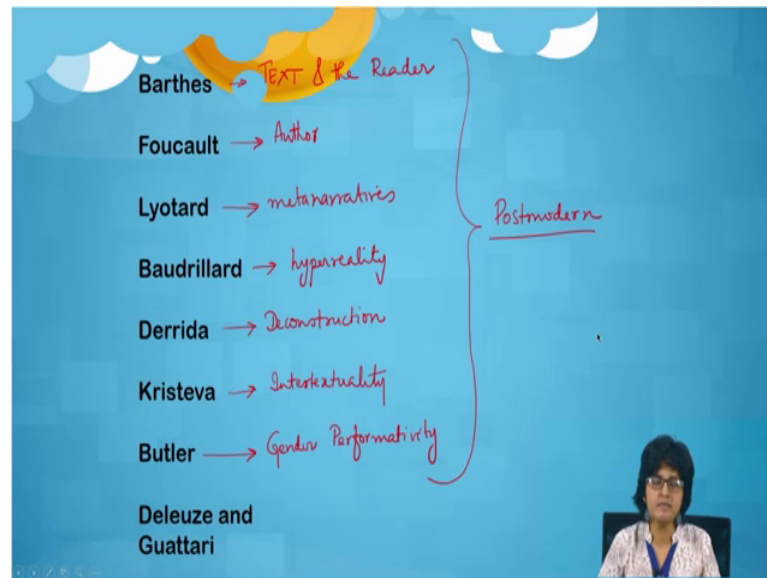 Barthes → TEXT & the Reader
Foucault → Author
Lyotard → metanarratives
Baudrillard → hyperreality
Postmodern
Derrida → Deconstruction
Kristeva → Intertextuality
Butler → Gender Performativity
Deleuze and
Guattari